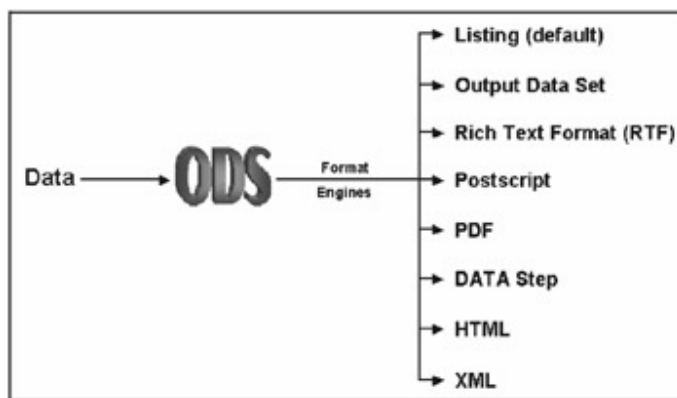 Data
ODS
Format
Engines
Listing (default)
Output Data Set
Rich Text Format (RTF)
Postscript
PDF
DATA Step
HTML
XML